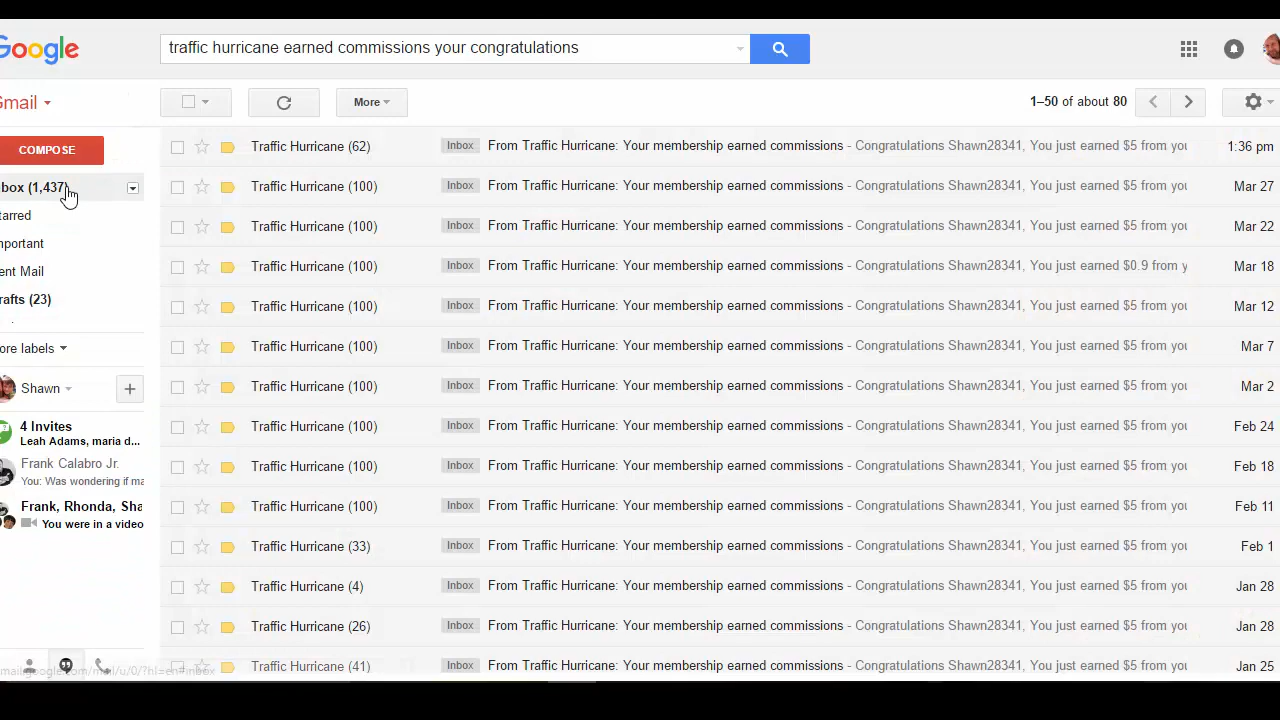 Google
traffic hurricane earned commissions your congratulations
Gmail
More
1–50 of about 80
COMPOSE
Inbox (1,437)
Starred
Important
Sent Mail
Drafts (23)
More labels
Shawn
4 Invites
Leah Adams, maria d...
Frank Calabro Jr.
You: Was wondering if ma
Frank, Rhonda, Sha
You were in a video
Traffic Hurricane (62) Inbox From Traffic Hurricane: Your membership earned commissions - Congratulations Shawn28341, You just earned $5 from you 1:36 pm
Traffic Hurricane (100) Inbox From Traffic Hurricane: Your membership earned commissions - Congratulations Shawn28341, You just earned $5 from you Mar 27
Traffic Hurricane (100) Inbox From Traffic Hurricane: Your membership earned commissions - Congratulations Shawn28341, You just earned $5 from you Mar 22
Traffic Hurricane (100) Inbox From Traffic Hurricane: Your membership earned commissions - Congratulations Shawn28341, You just earned $0.9 from y Mar 18
Traffic Hurricane (100) Inbox From Traffic Hurricane: Your membership earned commissions - Congratulations Shawn28341, You just earned $5 from you Mar 12
Traffic Hurricane (100) Inbox From Traffic Hurricane: Your membership earned commissions - Congratulations Shawn28341, You just earned $5 from you Mar 7
Traffic Hurricane (100) Inbox From Traffic Hurricane: Your membership earned commissions - Congratulations Shawn28341, You just earned $5 from you Mar 2
Traffic Hurricane (100) Inbox From Traffic Hurricane: Your membership earned commissions - Congratulations Shawn28341, You just earned $5 from you Feb 24
Traffic Hurricane (100) Inbox From Traffic Hurricane: Your membership earned commissions - Congratulations Shawn28341, You just earned $5 from you Feb 18
Traffic Hurricane (100) Inbox From Traffic Hurricane: Your membership earned commissions - Congratulations Shawn28341, You just earned $5 from you Feb 11
Traffic Hurricane (33) Inbox From Traffic Hurricane: Your membership earned commissions - Congratulations Shawn28341, You just earned $5 from you Feb 1
Traffic Hurricane (4) Inbox From Traffic Hurricane: Your membership earned commissions - Congratulations Shawn28341, You just earned $5 from you Jan 28
Traffic Hurricane (26) Inbox From Traffic Hurricane: Your membership earned commissions - Congratulations Shawn28341, You just earned $5 from you Jan 28
Traffic Hurricane (41) Inbox From Traffic Hurricane: Your membership earned commissions - Congratulations Shawn28341, You just earned $5 from you Jan 25
mail.google.com/mail/u/0/?hl=en#inbox